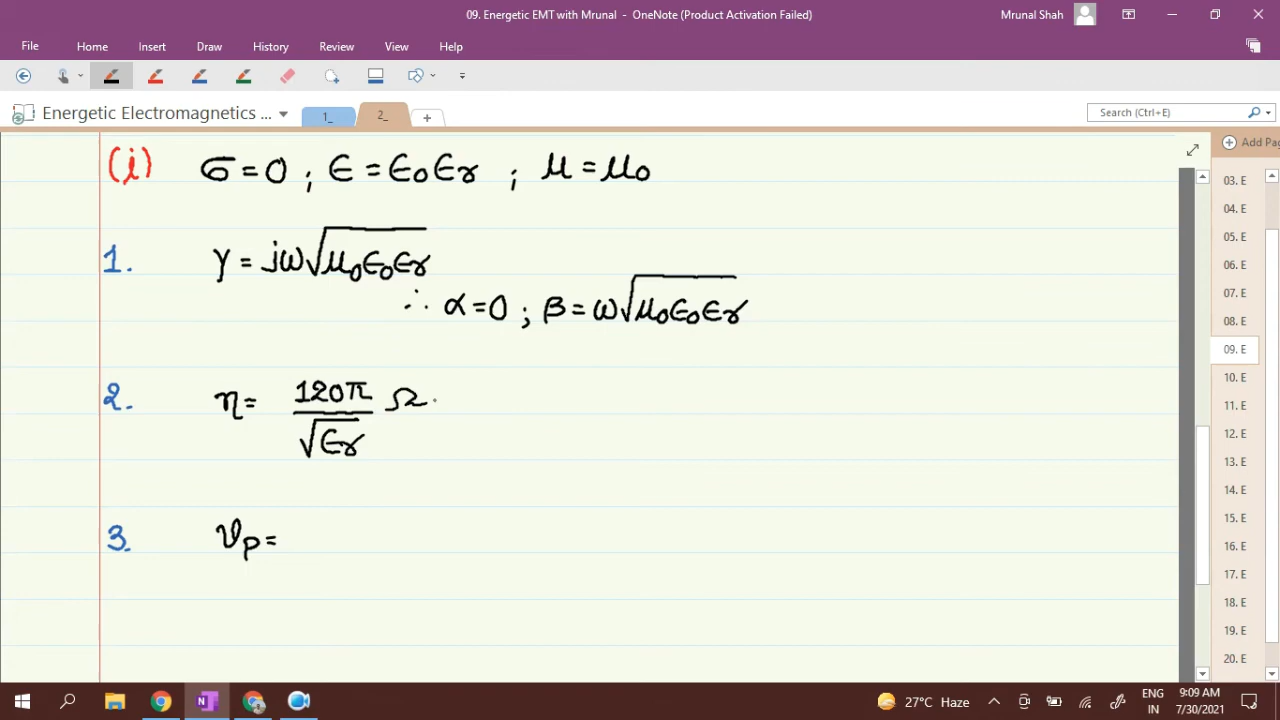 09. Energetic EMT with Mrunal - OneNote (Product Activation Failed)
Mrunal Shah
File Home Insert Draw History Review View Help
Energetic Electromagnetics ...
1_
2_
Search (Ctrl+E)
Add Pag
03. E
04. E
05. E
06. E
07. E
08. E
09. E
10. E
11. E
12. E
13. E
14. E
15. E
16. E
17. E
18. E
19. E
20. E
(i) σ = 0 ; ϵ = ϵ₀ϵr ; μ = μ₀
1. γ = jω√(μ₀ϵ₀ϵr)
∴ α = 0 ; β = ω√(μ₀ϵ₀ϵr)
2. η = 120π/√ϵr Ω.
3. vp =
27°C Haze
ENG
IN
9:09 AM
7/30/2021